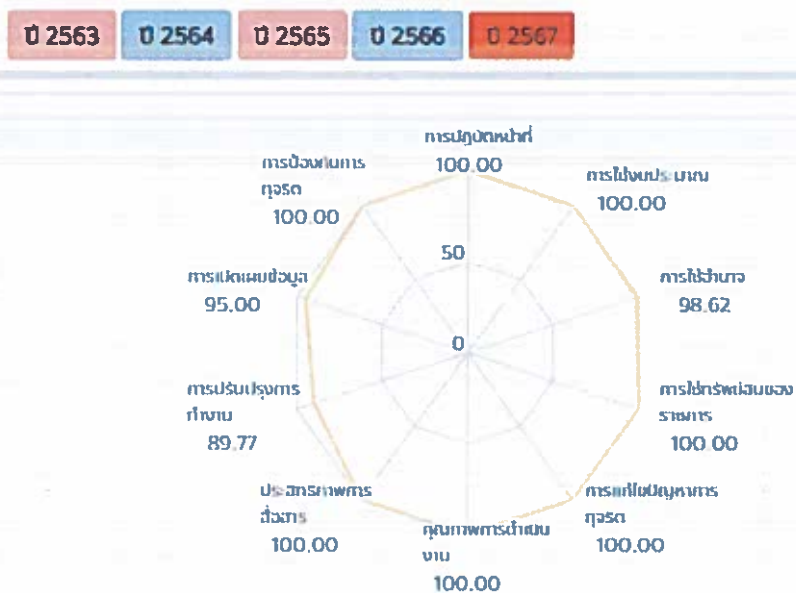 ปี 2563 ปี 2564 ปี 2565 ปี 2566 ปี 2567
การปฏิบัติหน้าที่
100.00
การป้องกันการ
ทุจริต
100.00
การใช้งบประมาณ
100.00
50
การเปิดเผยข้อมูล
95.00
การใช้อำนาจ
98.62
0
การปรับปรุงการ
ทำงาน
89.77
การใช้ทรัพย์สินของ
ราชการ
100.00
ประสิทธิภาพการ
สื่อสาร
100.00
การแก้ไขปัญหาการ
ทุจริต
100.00
คุณภาพการดำเนิน
งาน
100.00